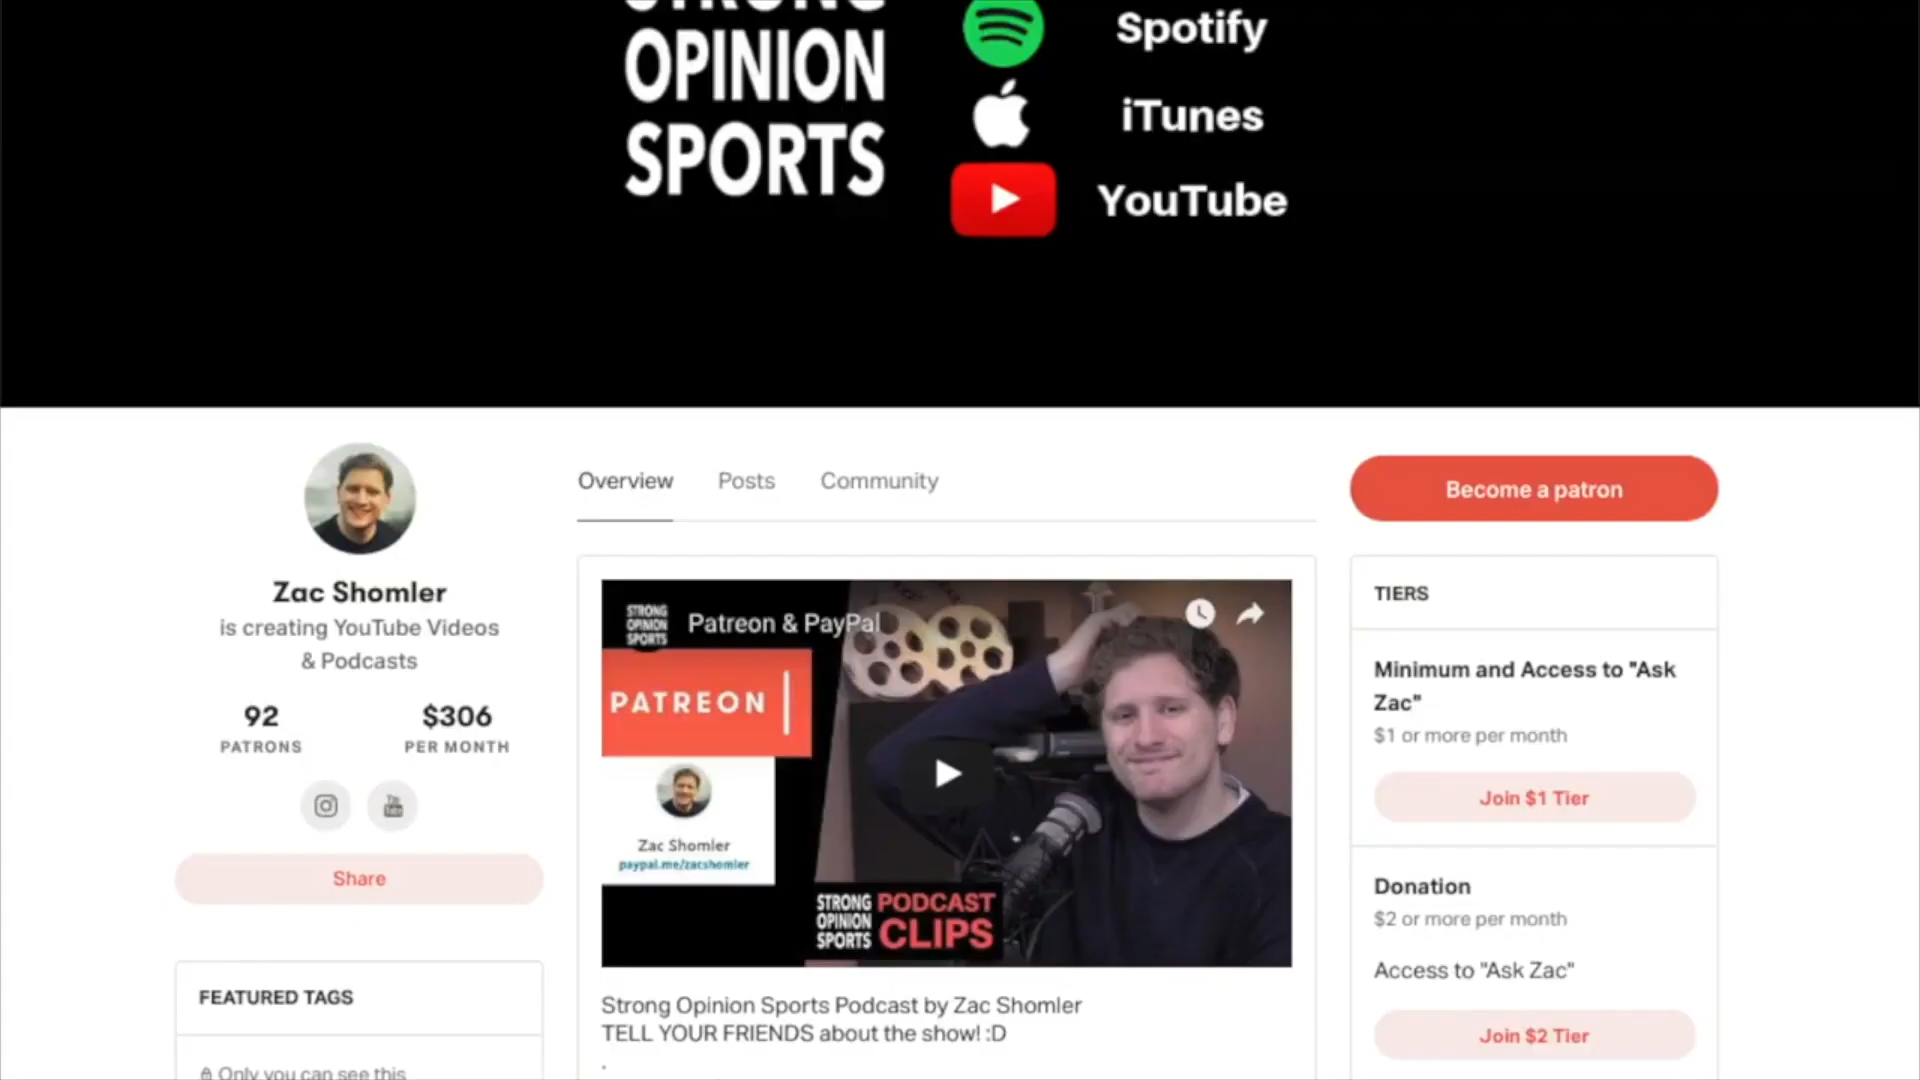 STRONG
OPINION
SPORTS
Spotify
iTunes
YouTube
Zac Shomler
is creating YouTube Videos
& Podcasts
92
PATRONS
$306
PER MONTH
Share
FEATURED TAGS
Only you can see this
Overview
Posts
Community
STRONG
OPINION
SPORTS
Patreon & PayPal
PATREON
Zac Shomler
paypal.me/zacshomler
STRONG
OPINION
SPORTS
PODCAST
CLIPS
Strong Opinion Sports Podcast by Zac Shomler
TELL YOUR FRIENDS about the show! :D
.
Become a patron
TIERS
Minimum and Access to "Ask
Zac"
$1 or more per month
Join $1 Tier
Donation
$2 or more per month
Access to "Ask Zac"
Join $2 Tier